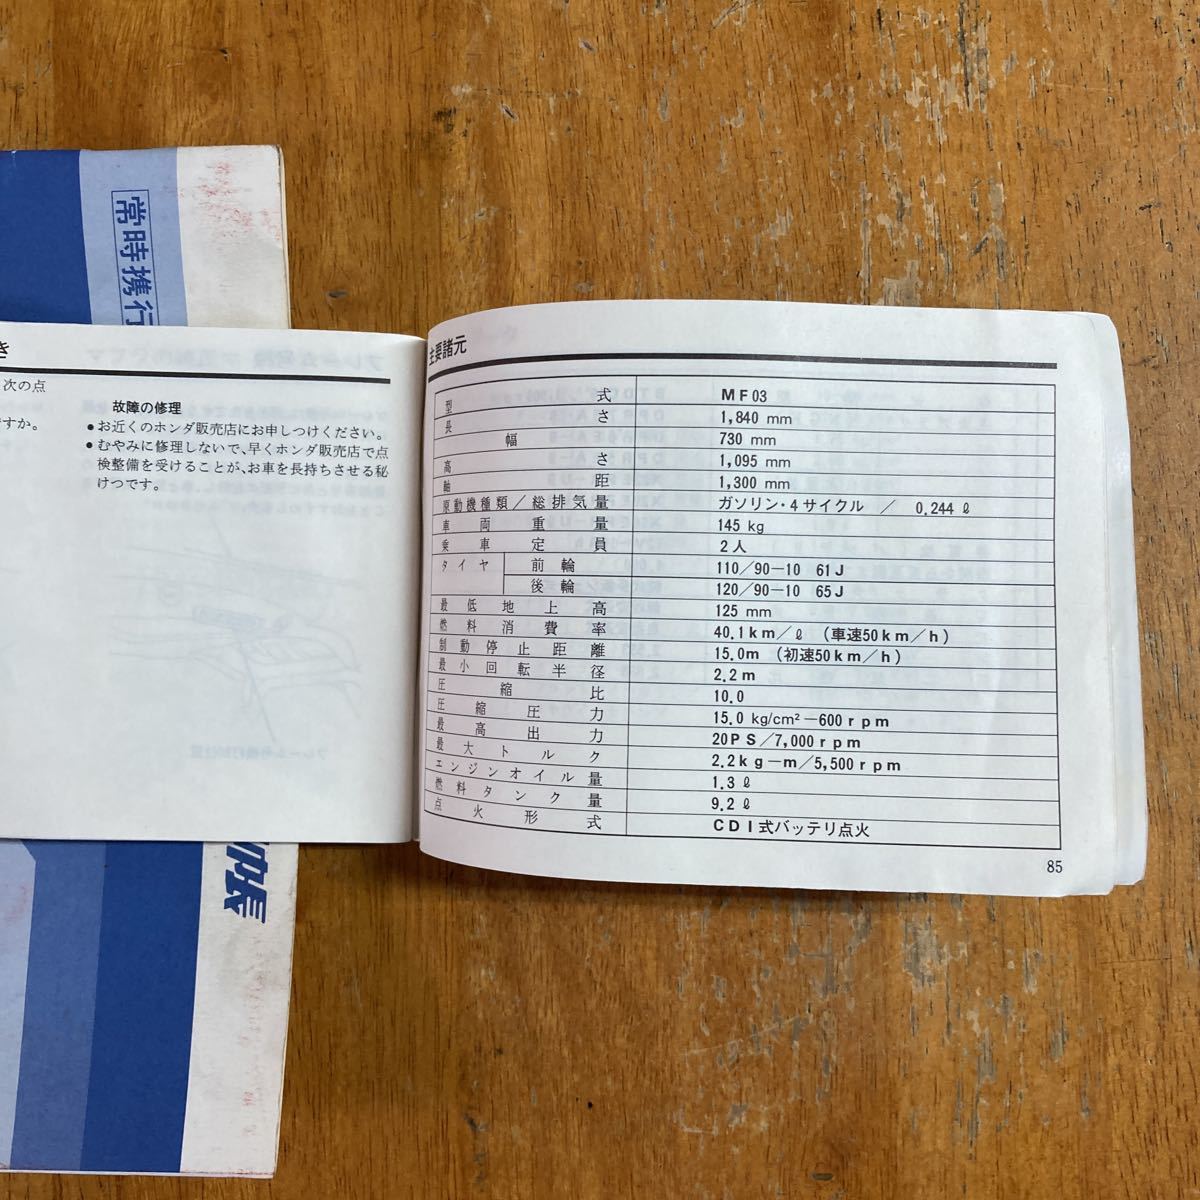 常時携行
き
次の点
ですか。
故障の修理
●お近くのホンダ販売店にお申しつけください。
●むやみに修理しないで、早くホンダ販売店で点
検整備を受けることが、お車を長持ちさせる秘
けつです。
主要諸元
型式 MF03
長さ 1,840 mm
幅 730 mm
高さ 1,095 mm
軸距 1,300 mm
原動機種類／総排気量 ガソリン・4サイクル ／ 0.244ℓ
車両重量 145 kg
乗車定員 2人
タイヤ 前輪 110／90－10 61J
後輪 120／90－10 65J
最低地上高 125 mm
燃料消費率 40.1km／ℓ （車速50km／h）
制動停止距離 15.0m （初速50km／h）
最小回転半径 2.2m
圧縮比 10.0
圧縮圧力 15.0 kg/cm²－600rpm
最高出力 20PS／7,000rpm
最大トルク 2.2kg－m／5,500rpm
エンジンオイル量 1.3ℓ
燃料タンク量 9.2ℓ
点火形式 CDI式バッテリ点火
85
帳